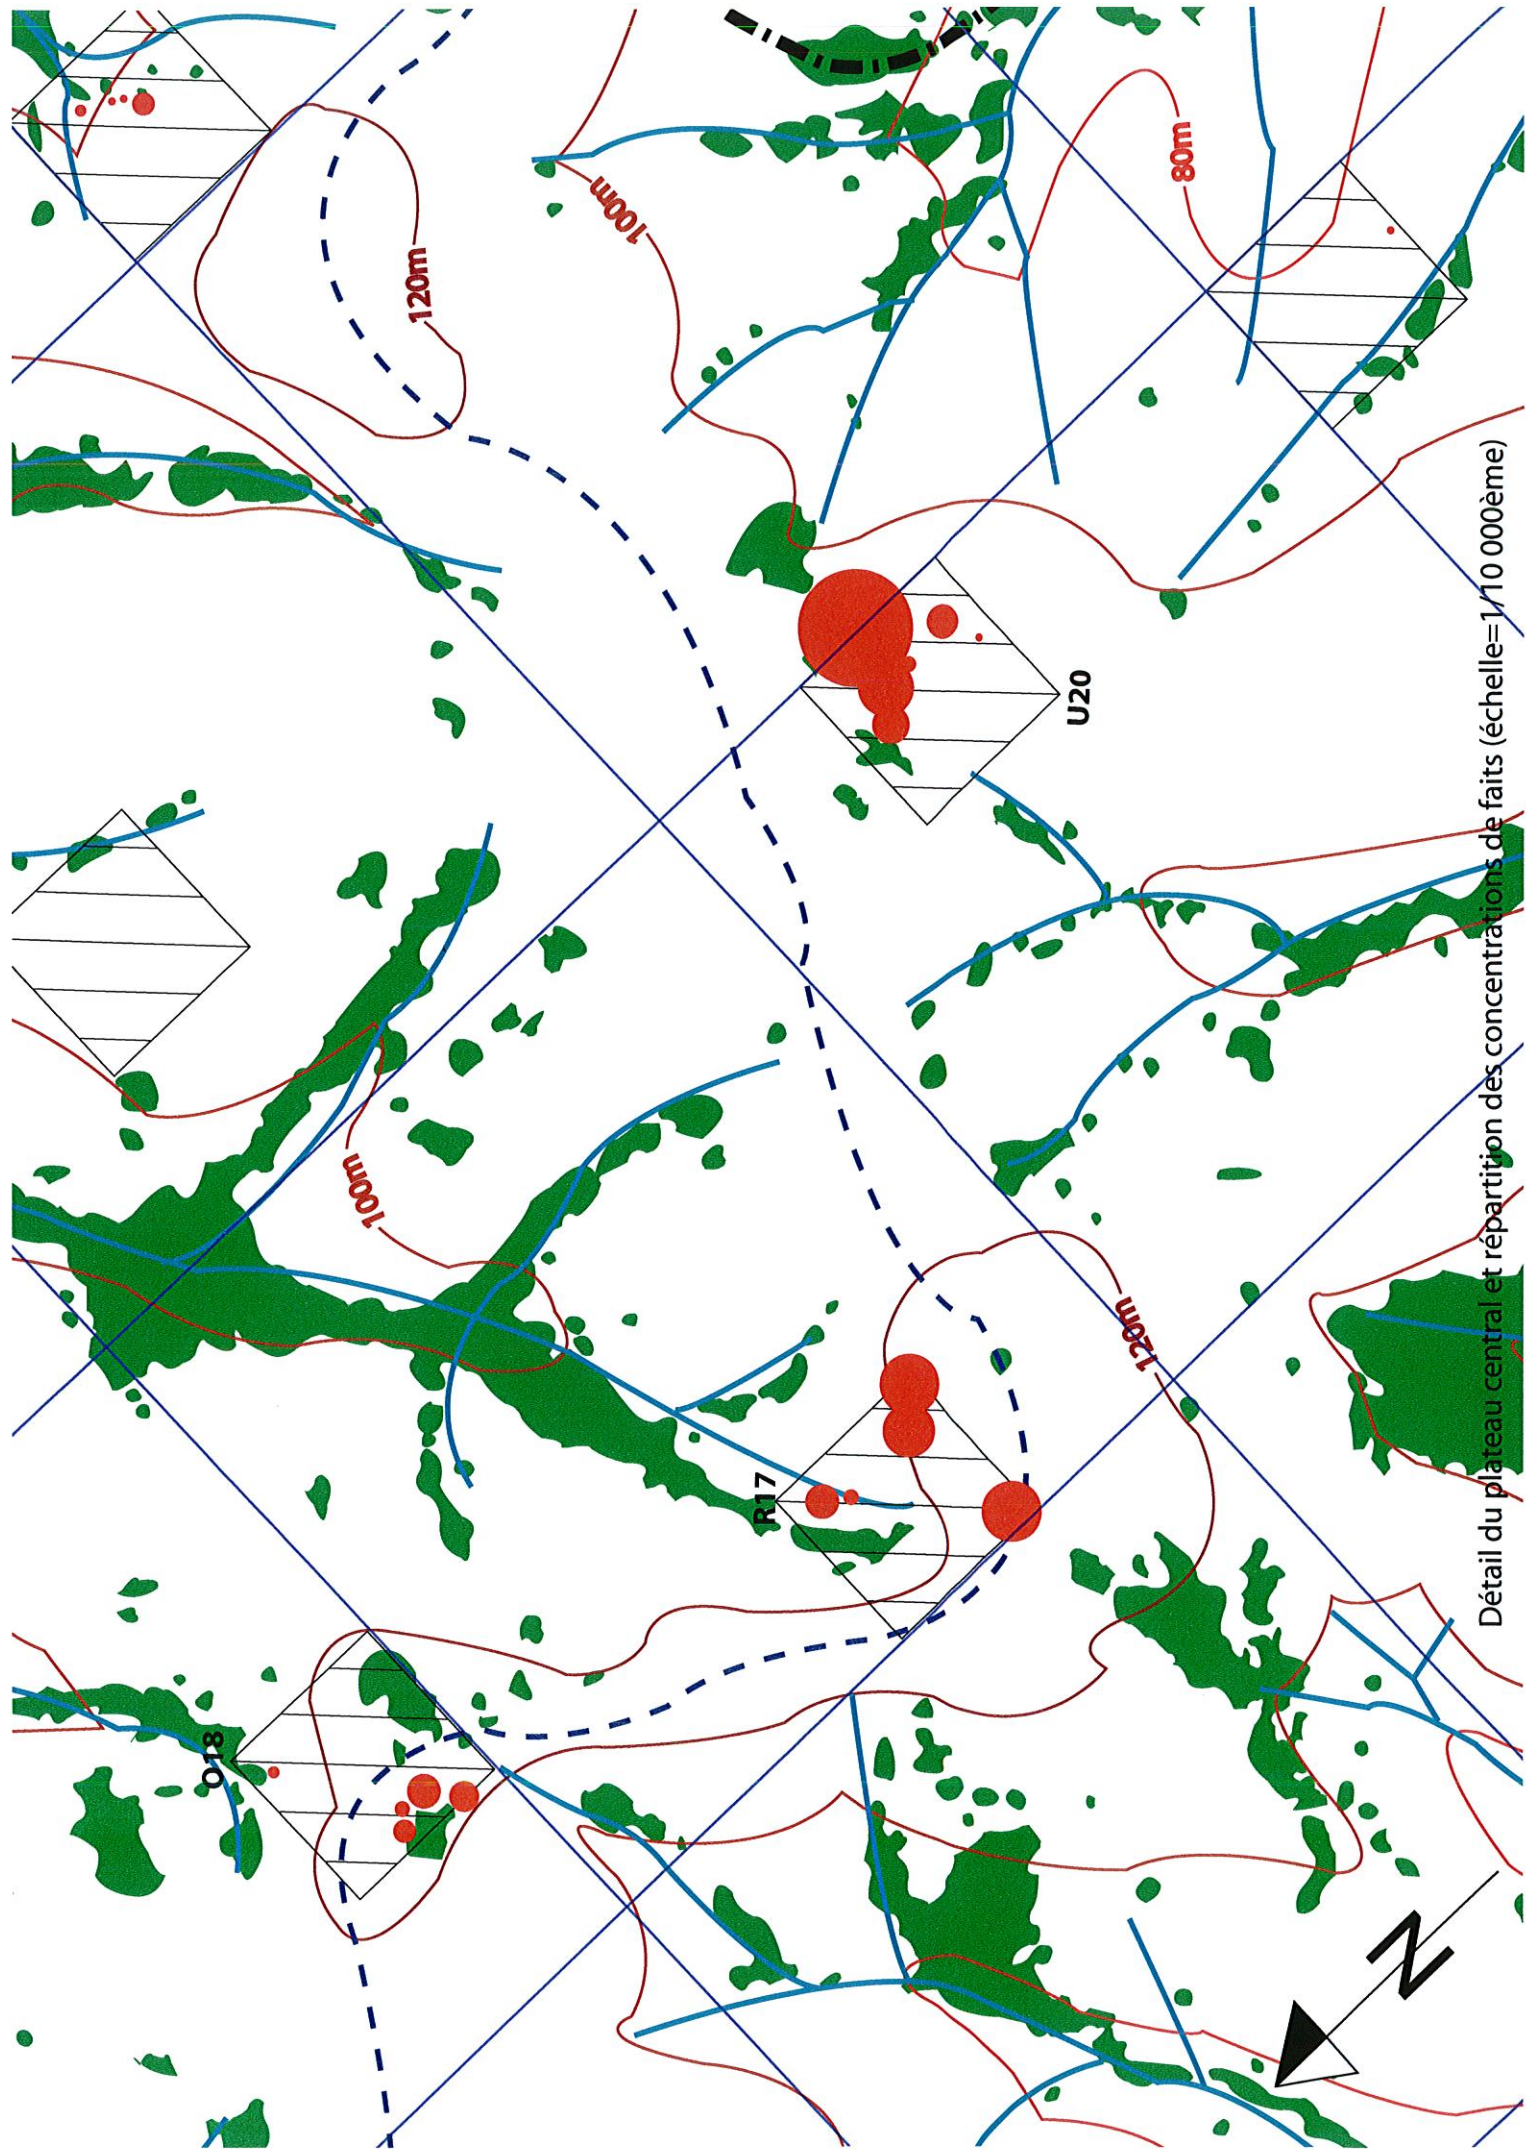 120m
100m
80m
U20
100m
R17
120m
O18
N
Détail du plateau central et répartition des concentrations de faits (échelle=1/10 000ème)